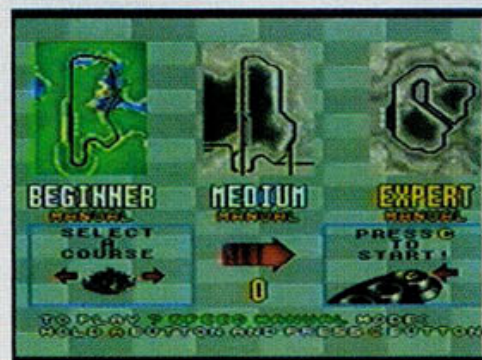 BEGINNER
MEDIUM
EXPERT
MANUAL
MANUAL
MANUAL
SELECT
A
COURSE
PRESS C
TO
START!
0
TO PLAY 7 SPEED MANUAL MODE:
HOLD A BUTTON AND PRESS C BUTTON